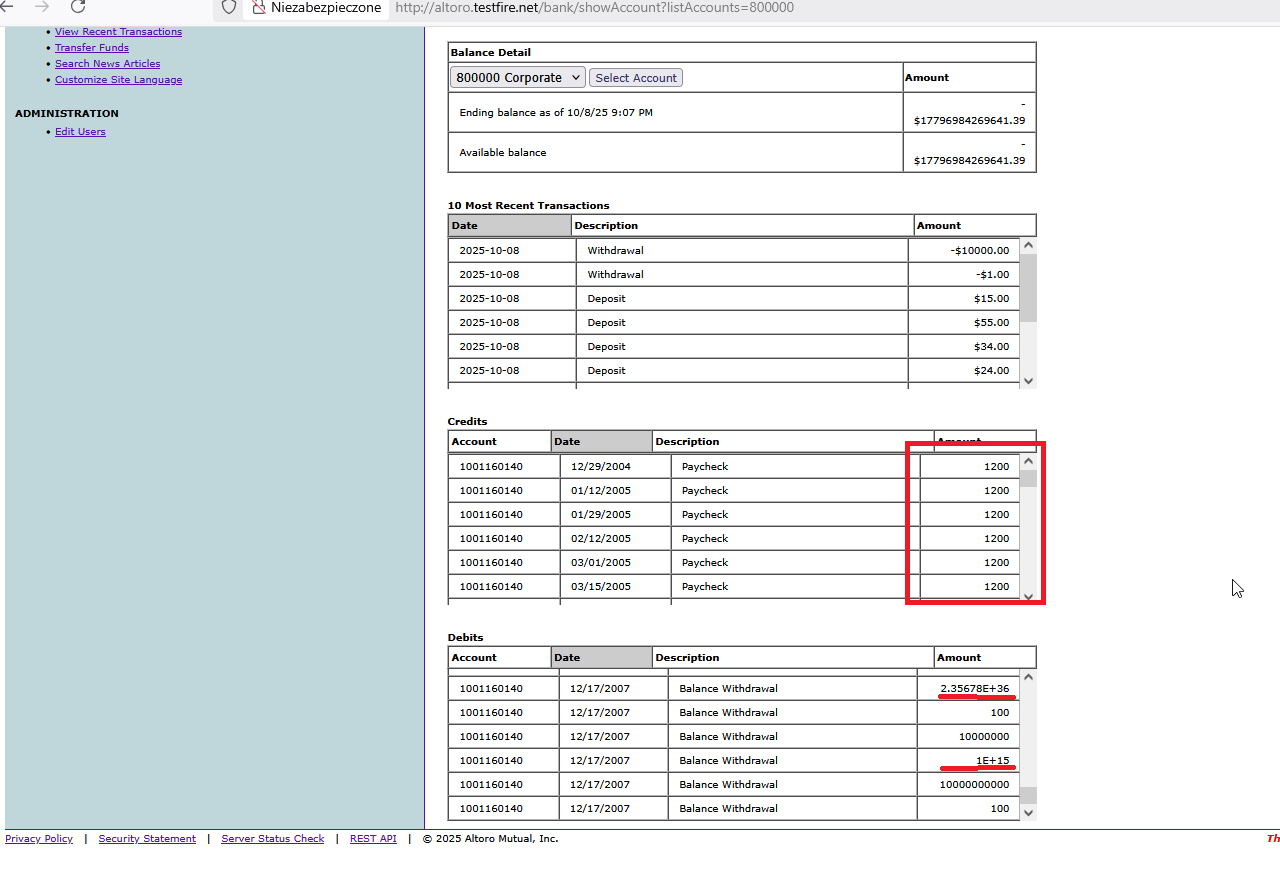 Niezabezpieczone http://altoro.testfire.net/bank/showAccount?listAccounts=800000
• View Recent Transactions
• Transfer Funds
• Search News Articles
• Customize Site Language
ADMINISTRATION
• Edit Users
Balance Detail
800000 Corporate Select Account Amount
Ending balance as of 10/8/25 9:07 PM -$17796984269641.39
Available balance -$17796984269641.39
10 Most Recent Transactions
Date Description Amount
2025-10-08 Withdrawal -$10000.00
2025-10-08 Withdrawal -$1.00
2025-10-08 Deposit $15.00
2025-10-08 Deposit $55.00
2025-10-08 Deposit $34.00
2025-10-08 Deposit $24.00
Credits
Account Date Description Amount
1001160140 12/29/2004 Paycheck 1200
1001160140 01/12/2005 Paycheck 1200
1001160140 01/29/2005 Paycheck 1200
1001160140 02/12/2005 Paycheck 1200
1001160140 03/01/2005 Paycheck 1200
1001160140 03/15/2005 Paycheck 1200
Debits
Account Date Description Amount
1001160140 12/17/2007 Balance Withdrawal 2.35678E+36
1001160140 12/17/2007 Balance Withdrawal 100
1001160140 12/17/2007 Balance Withdrawal 10000000
1001160140 12/17/2007 Balance Withdrawal 1E+15
1001160140 12/17/2007 Balance Withdrawal 10000000000
1001160140 12/17/2007 Balance Withdrawal 100
Privacy Policy | Security Statement | Server Status Check | REST API | © 2025 Altoro Mutual, Inc.